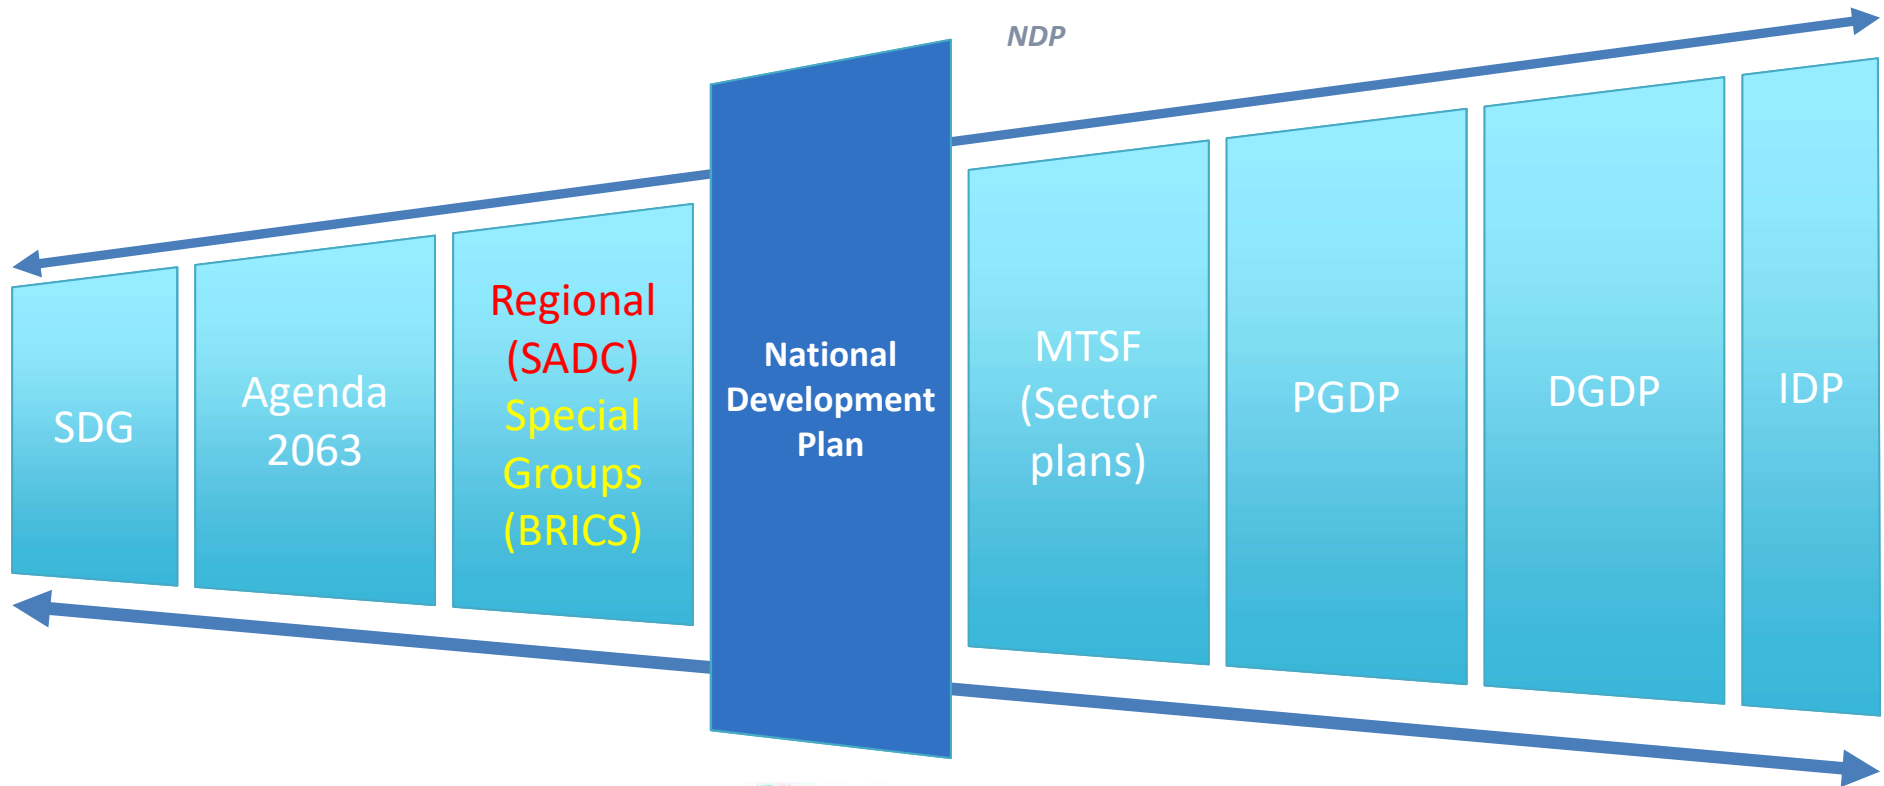 NDP
SDG
Agenda
2063
Regional
(SADC)
Special
Groups
(BRICS)
National
Development
Plan
MTSF
(Sector
plans)
PGDP
DGDP
IDP